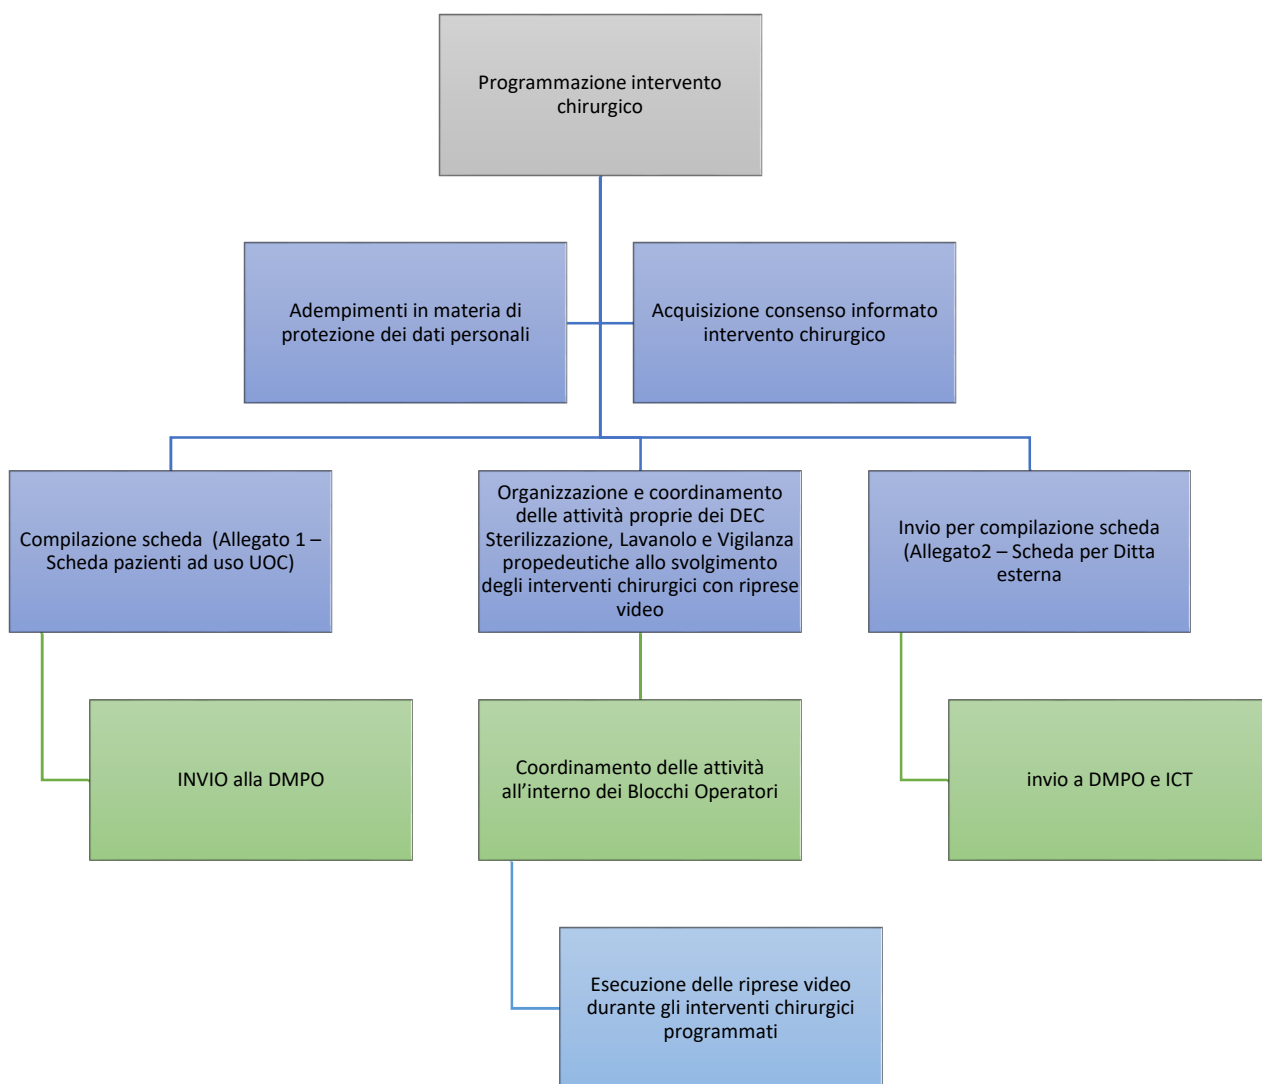 Programmazione intervento
chirurgico
Adempimenti in materia di
protezione dei dati personali
Acquisizione consenso informato
intervento chirurgico
Compilazione scheda  (Allegato 1 –
Scheda pazienti ad uso UOC)
Organizzazione e coordinamento
delle attività proprie dei DEC
Sterilizzazione, Lavanolo e Vigilanza
propedeutiche allo svolgimento
degli interventi chirurgici con riprese
video
Invio per compilazione scheda
(Allegato2 – Scheda per Ditta
esterna
INVIO alla DMPO
Coordinamento delle attività
all’interno dei Blocchi Operatori
invio a DMPO e ICT
Esecuzione delle riprese video
durante gli interventi chirurgici
programmati